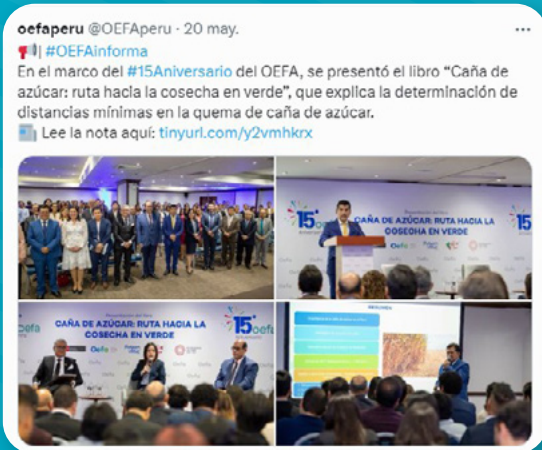 oefaperu @OEFAperu · 20 may.
| #OEFAinforma
En el marco del #15Aniversario del OEFA, se presentó el libro “Caña de
azúcar: ruta hacia la cosecha en verde”, que explica la determinación de
distancias mínimas en la quema de caña de azúcar.
Lee la nota aquí: tinyurl.com/y2vmhkrx
15
CAÑA DE AZÚCAR: RUTA HACIA LA
COSECHA EN VERDE
15
Oefa
CAÑA DE AZÚCAR: RUTA HACIA LA
COSECHA EN VERDE
15
oefa
Oefa